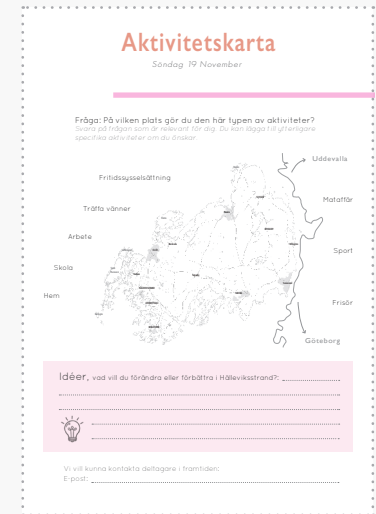 Aktivitetskarta
Söndag 19 November
Fråga: På vilken plats gör du den här typen av aktiviteter?
Svara på frågan som är relevant för dig. Du kan lägga till ytterligare
specifika aktiviteter om du önskar
Uddevalla
Fritidssysselsättning
Mataffär
Träffa vänner
Arbete
Sport
Skola
Hem
Frisör
Göteborg
Idéer, vad vill du förändra eller förbättra i Hälleviksstrand?:
Vi vill kunna kontakta deltagare i framtiden:
E-post: